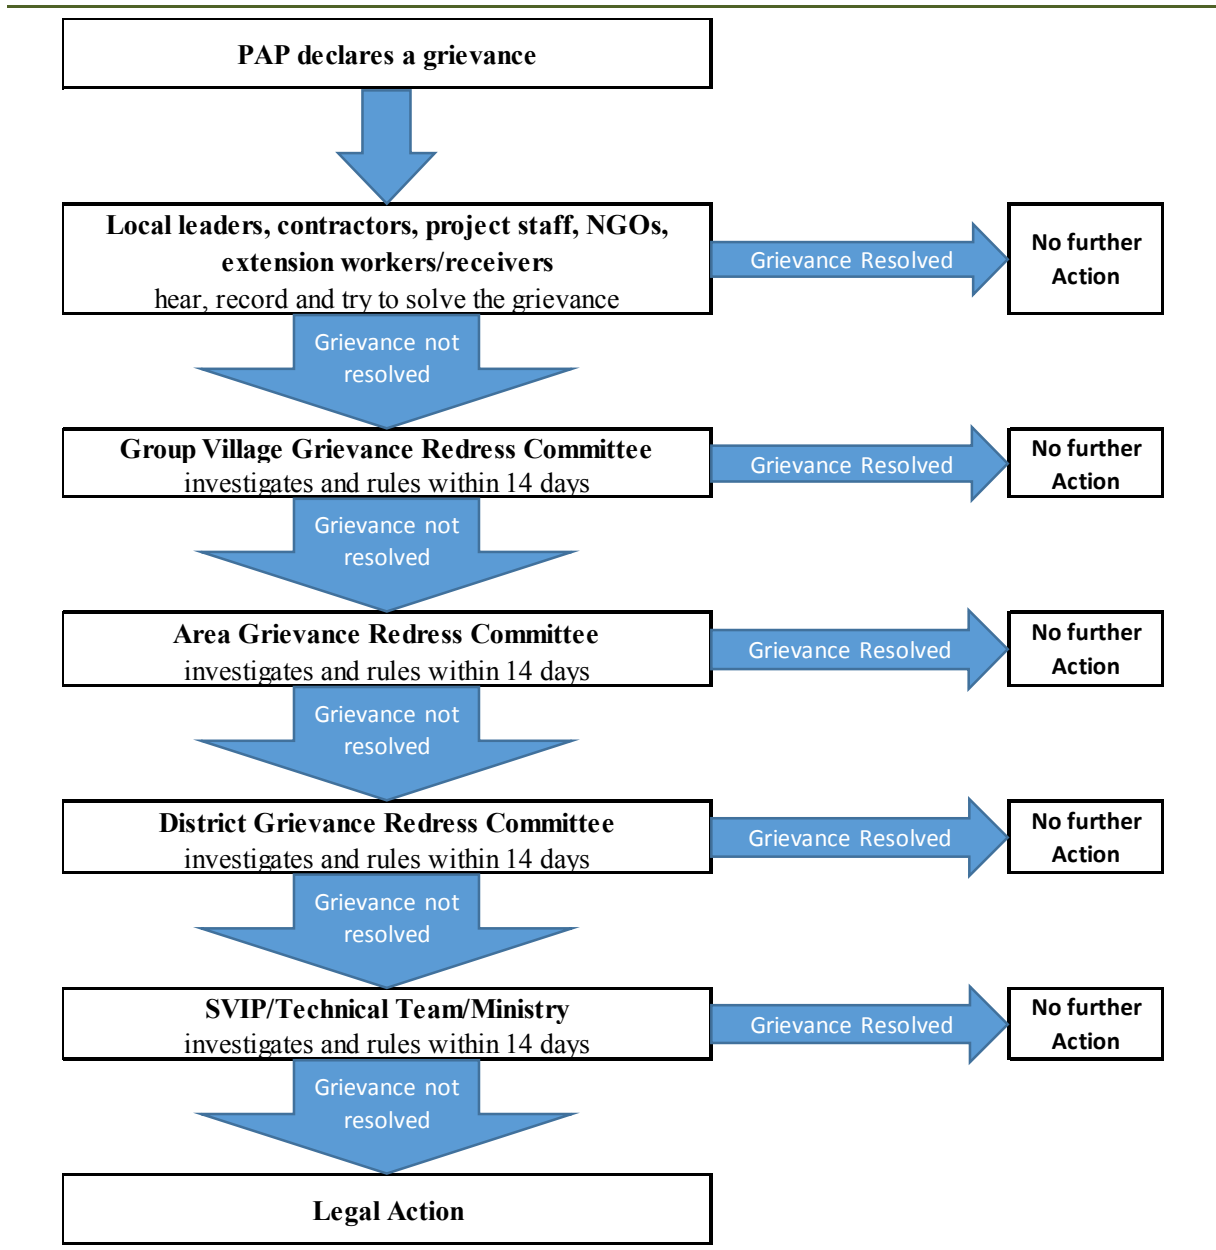 PAP declares a grievance
Local leaders, contractors, project staff, NGOs,
extension workers/receivers
hear, record and try to solve the grievance
Grievance Resolved
No further
Action
Grievance not
resolved
Group Village Grievance Redress Committee
investigates and rules within 14 days
Grievance Resolved
No further
Action
Grievance not
resolved
Area Grievance Redress Committee
investigates and rules within 14 days
Grievance Resolved
No further
Action
Grievance not
resolved
District Grievance Redress Committee
investigates and rules within 14 days
Grievance Resolved
No further
Action
Grievance not
resolved
SVIP/Technical Team/Ministry
investigates and rules within 14 days
Grievance Resolved
No further
Action
Grievance not
resolved
Legal Action